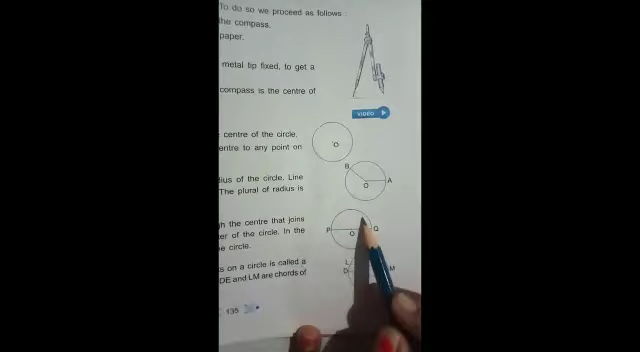 To do so we proceed as follows :
the compass.
paper.
metal tip fixed, to get a
compass is the centre of
VIDEO
centre of the circle.
O
entre to any point on
B
dius of the circle. Line
A
O
The plural of radius is
gh the centre that joins
P
Q
O
er of the circle. In the
e circle.
s on a circle is called a
L
M
D
DE and LM are chords of
135